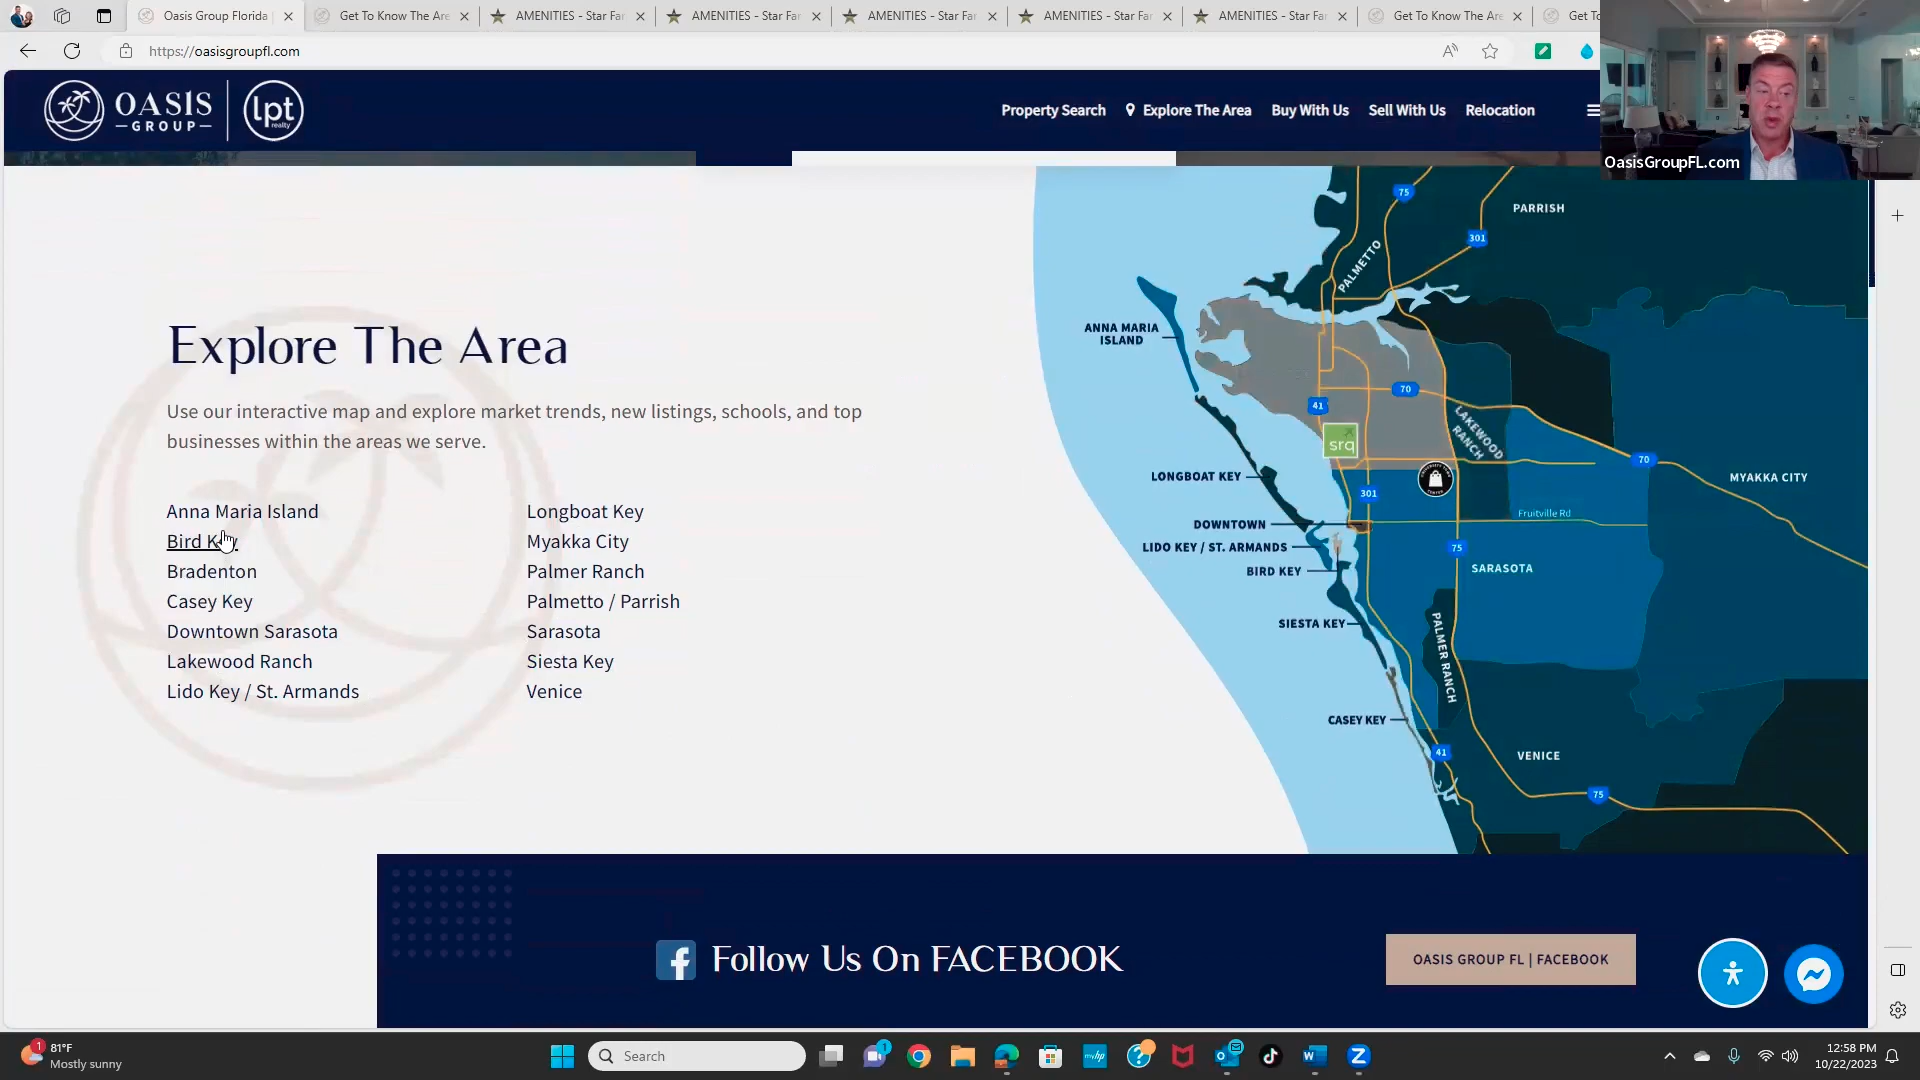 Oasis Group Florida
Get To Know The Are
AMENITIES - Star Far
AMENITIES - Star Far
AMENITIES - Star Far
AMENITIES - Star Far
AMENITIES - Star Far
Get To Know The Are
Get To
https://oasisgroupfl.com
OASIS
GROUP
lpt
realty
Property Search
Explore The Area
Buy With Us
Sell With Us
Relocation
OasisGroupFL.com
Explore The Area
Use our interactive map and explore market trends, new listings, schools, and top
businesses within the areas we serve.
Anna Maria Island
Bird Key
Bradenton
Casey Key
Downtown Sarasota
Lakewood Ranch
Lido Key / St. Armands
Longboat Key
Myakka City
Palmer Ranch
Palmetto / Parrish
Sarasota
Siesta Key
Venice
75
PARRISH
301
PALMETTO
ANNA MARIA
ISLAND
70
41
LAKEWOOD
RANCH
srq
70
LONGBOAT KEY
MYAKKA CITY
301
Fruitville Rd
DOWNTOWN
LIDO KEY / ST. ARMANDS
75
BIRD KEY
SARASOTA
SIESTA KEY
PALMER RANCH
CASEY KEY
41
VENICE
75
Follow Us On FACEBOOK
OASIS GROUP FL | FACEBOOK
1
81°F
Mostly sunny
Search
1
12:58 PM
10/22/2023